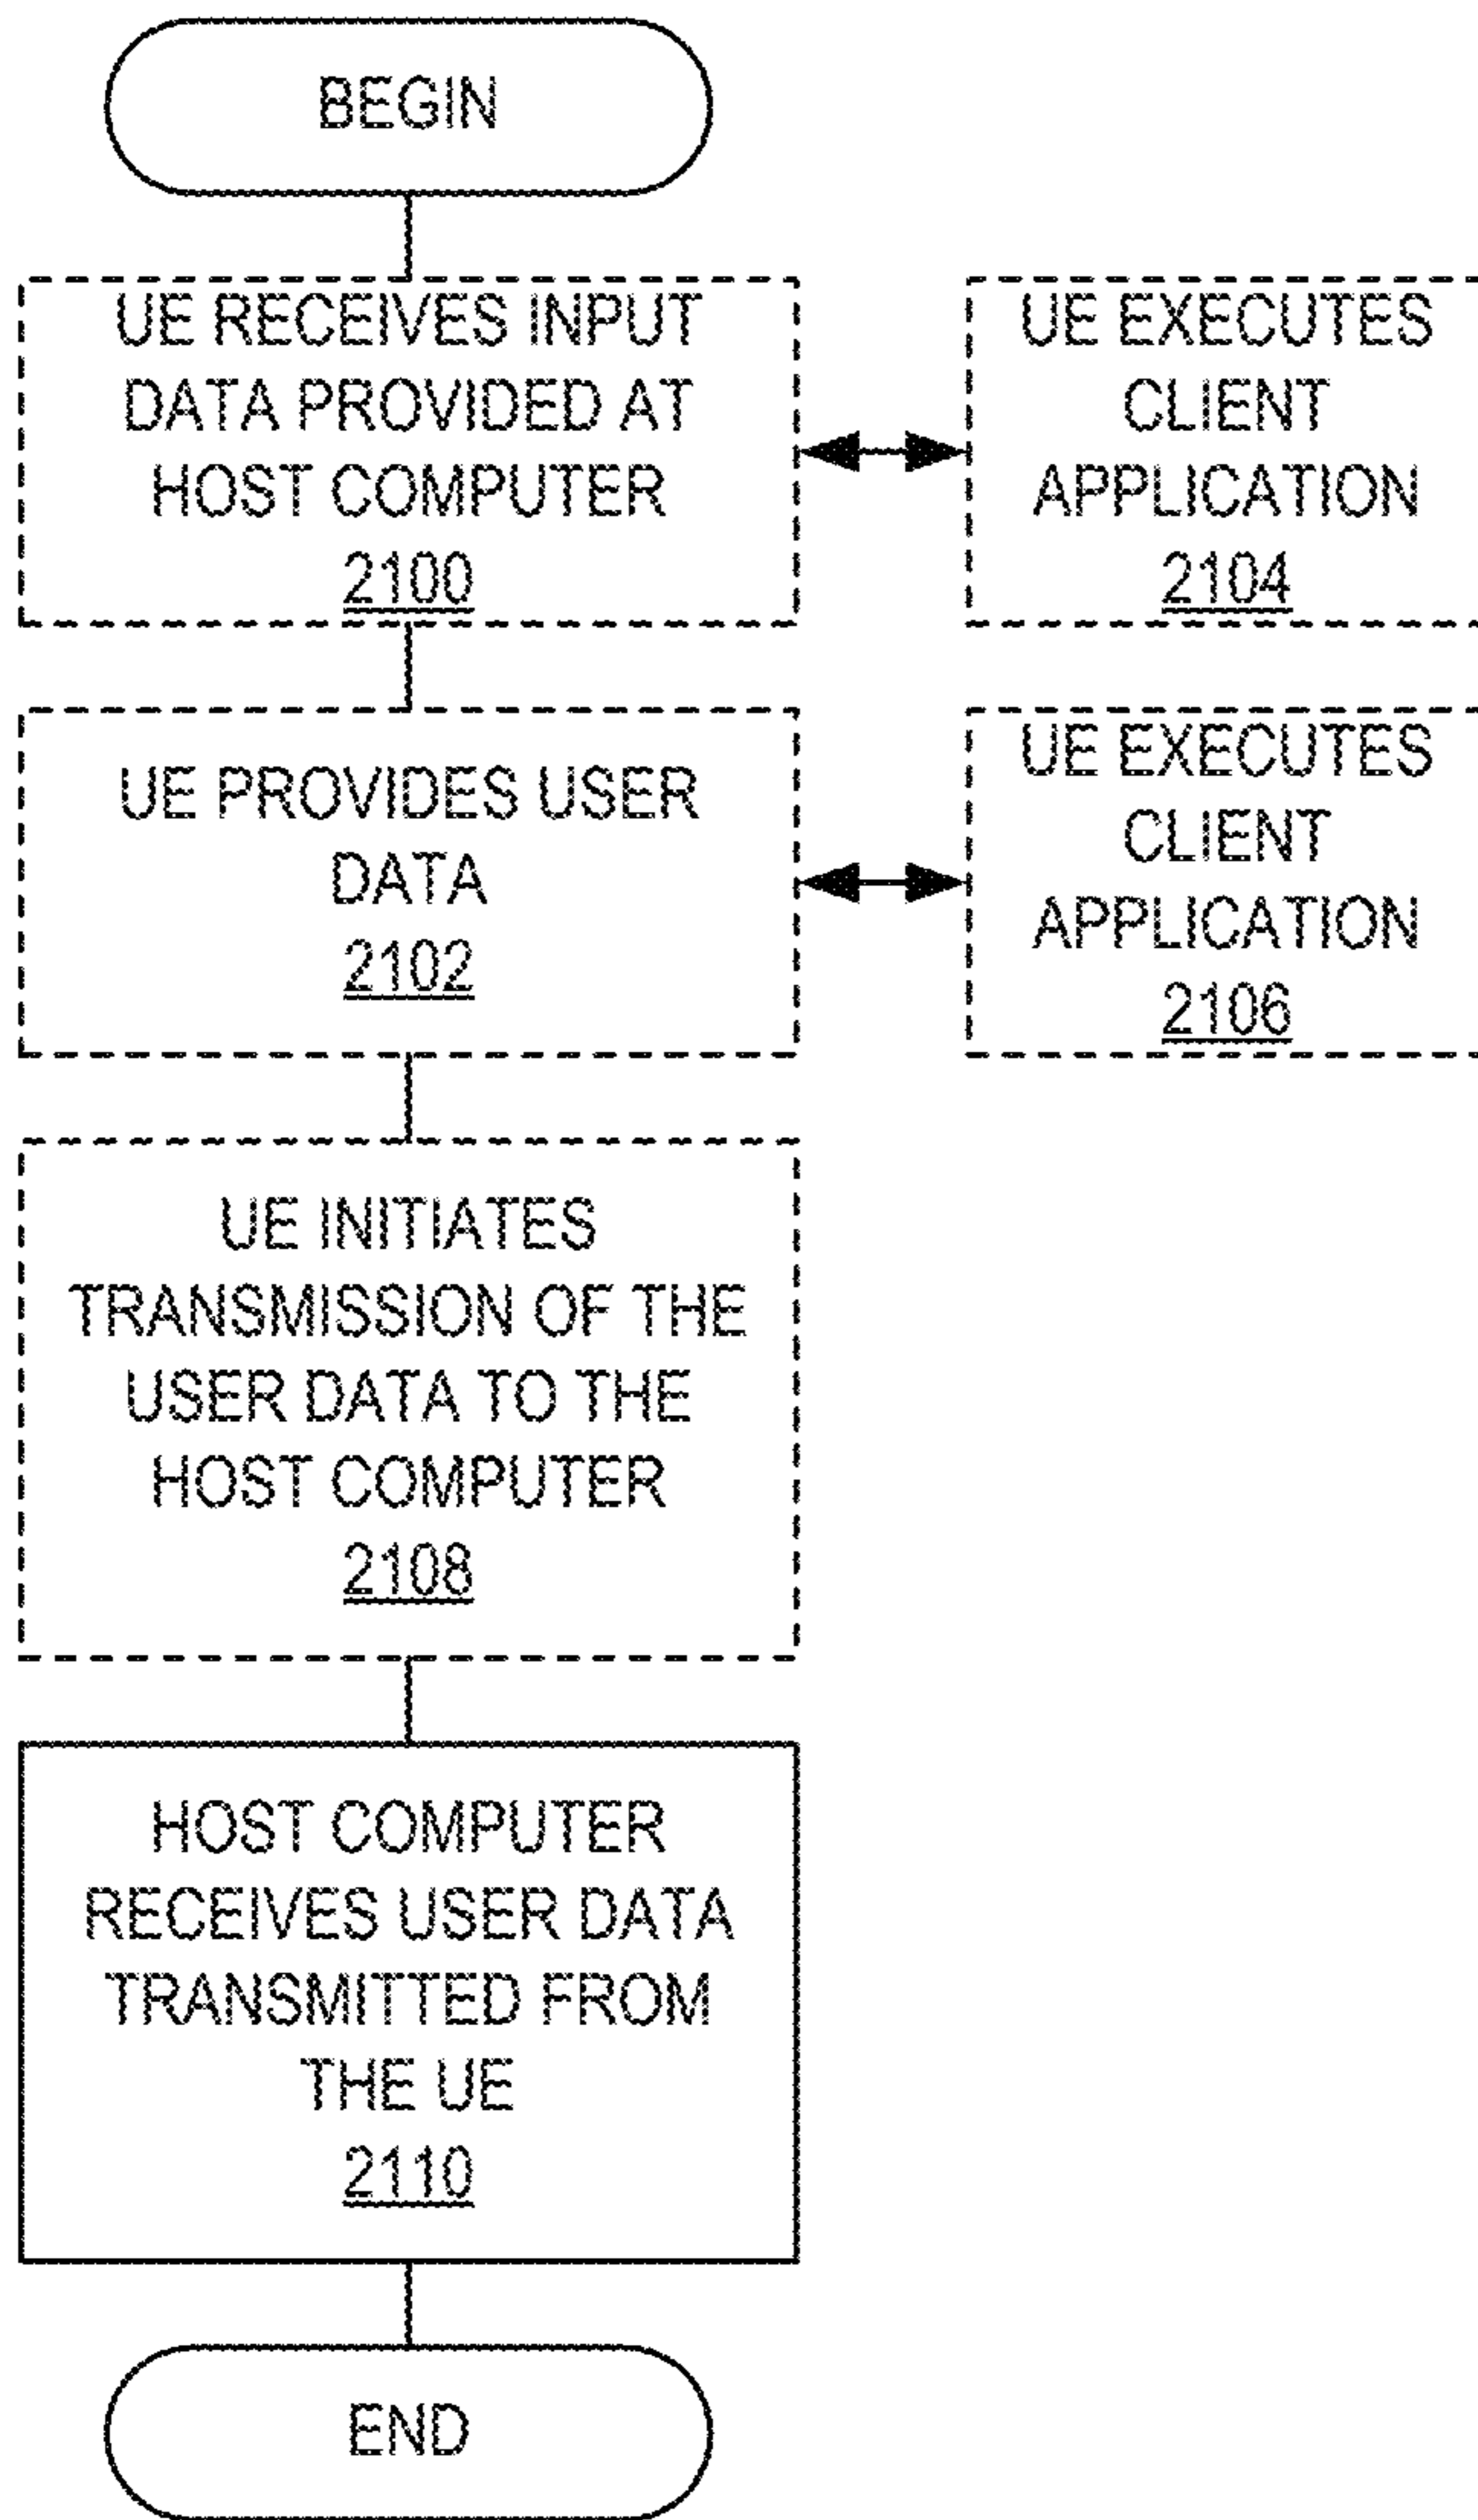 BEGIN
UE RECEIVES INPUT
DATA PROVIDED AT
HOST COMPUTER
2100
UE EXECUTES
CLIENT
APPLICATION
2104
UE PROVIDES USER
DATA
2102
UE EXECUTES
CLIENT
APPLICATION
2106
UE INITIATES
TRANSMISSION OF THE
USER DATA TO THE
HOST COMPUTER
2108
HOST COMPUTER
RECEIVES USER DATA
TRANSMITTED FROM
THE UE
2110
END